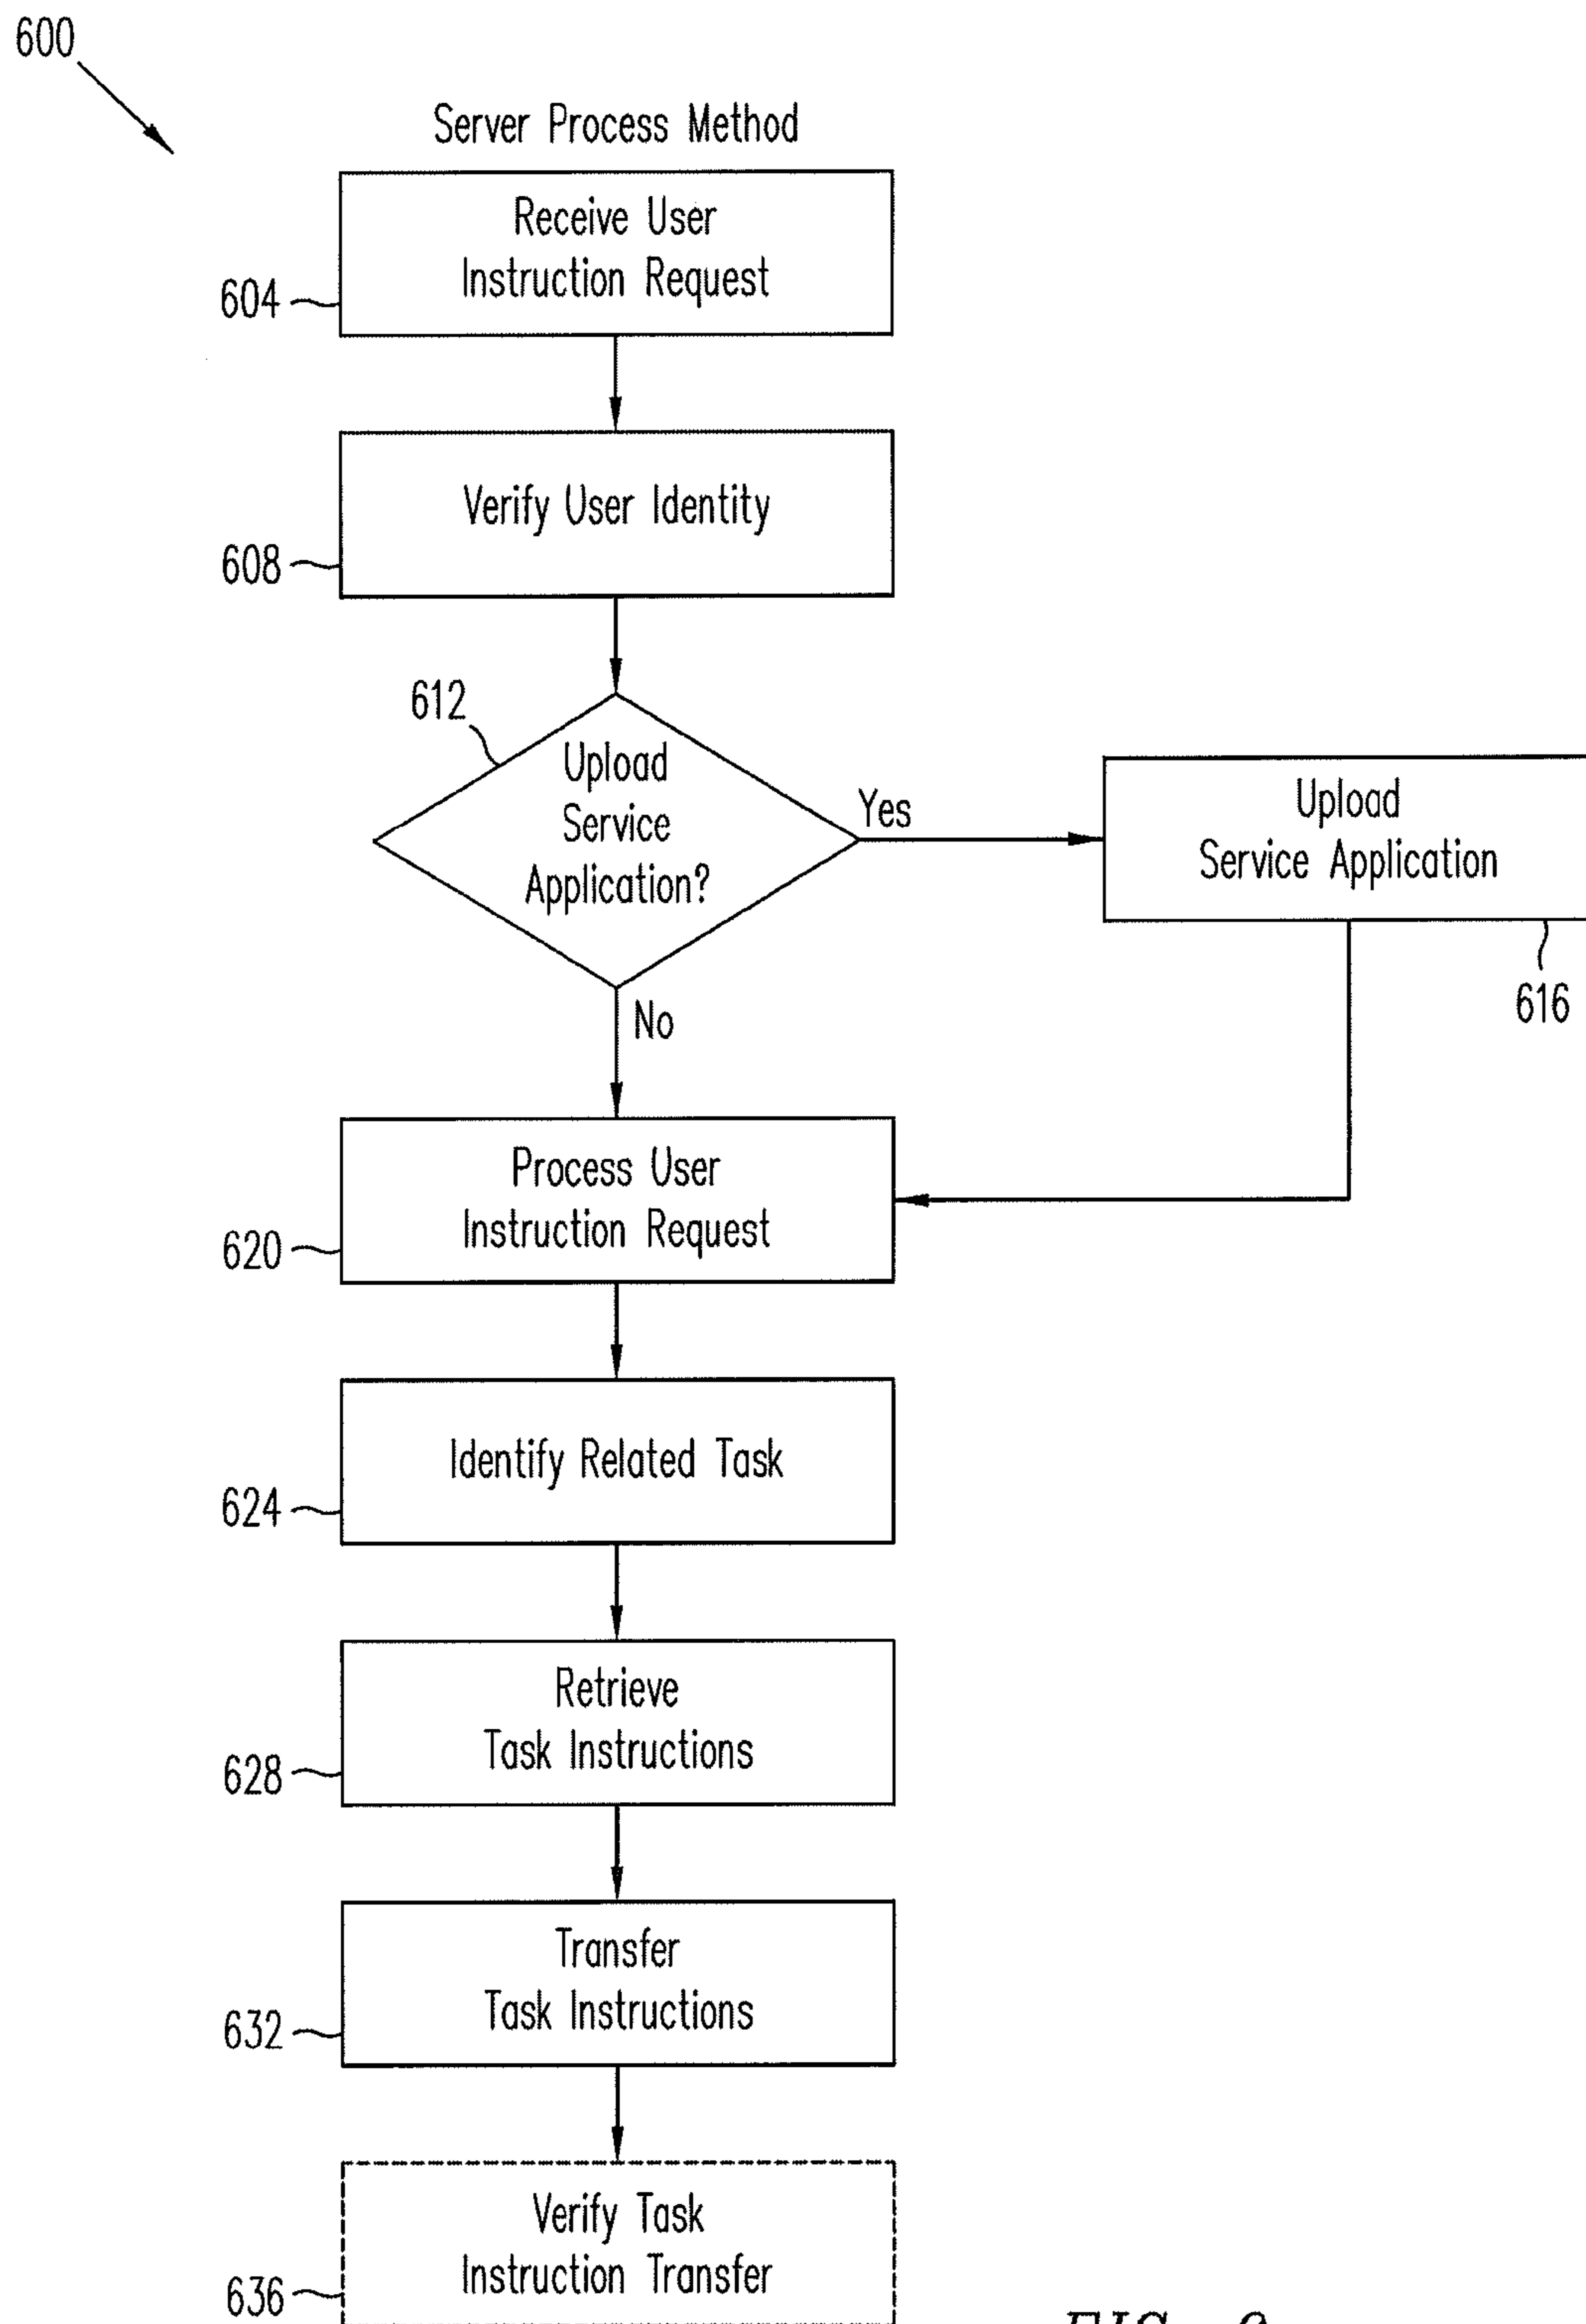 600
Server Process Method
Receive User
Instruction Request
604
Verify User Identity
608
612
Upload
Service
Application?
Yes
Upload
Service Application
616
No
Process User
Instruction Request
620
Identify Related Task
624
Retrieve
Task Instructions
628
Transfer
Task Instructions
632
Verify Task
Instruction Transfer
636